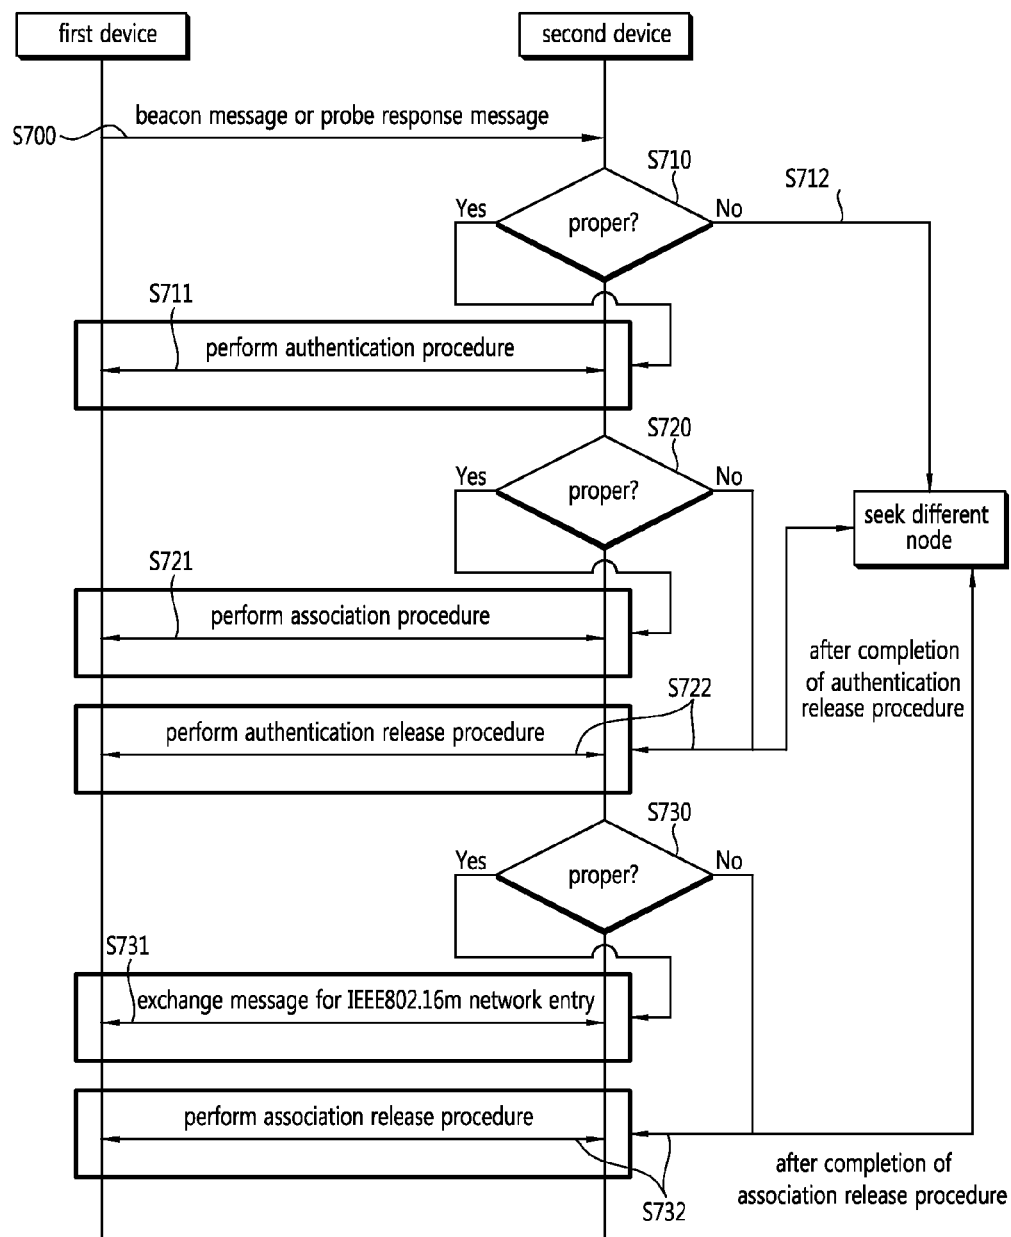 first device
second device
beacon message or probe response message
S700
S710
S712
Yes
proper?
No
S711
perform authentication procedure
S720
Yes
proper?
No
seek different
node
S721
perform association procedure
after completion
of authentication
release procedure
S722
perform authentication release procedure
S730
Yes
proper?
No
S731
exchange message for IEEE802.16m network entry
perform association release procedure
after completion of
association release procedure
S732